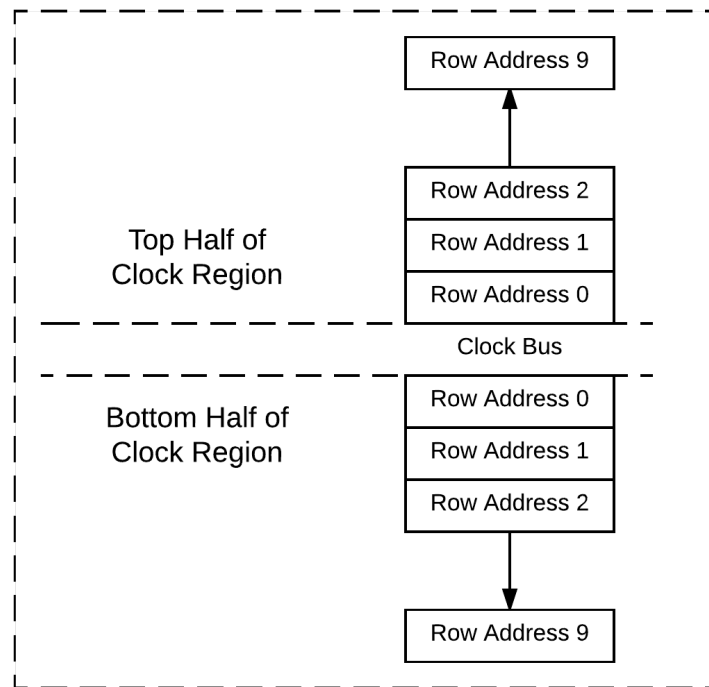 Row Address 9
Row Address 2
Row Address 1
Row Address 0
Top Half of
Clock Region
Clock Bus
Bottom Half of
Clock Region
Row Address 0
Row Address 1
Row Address 2
Row Address 9